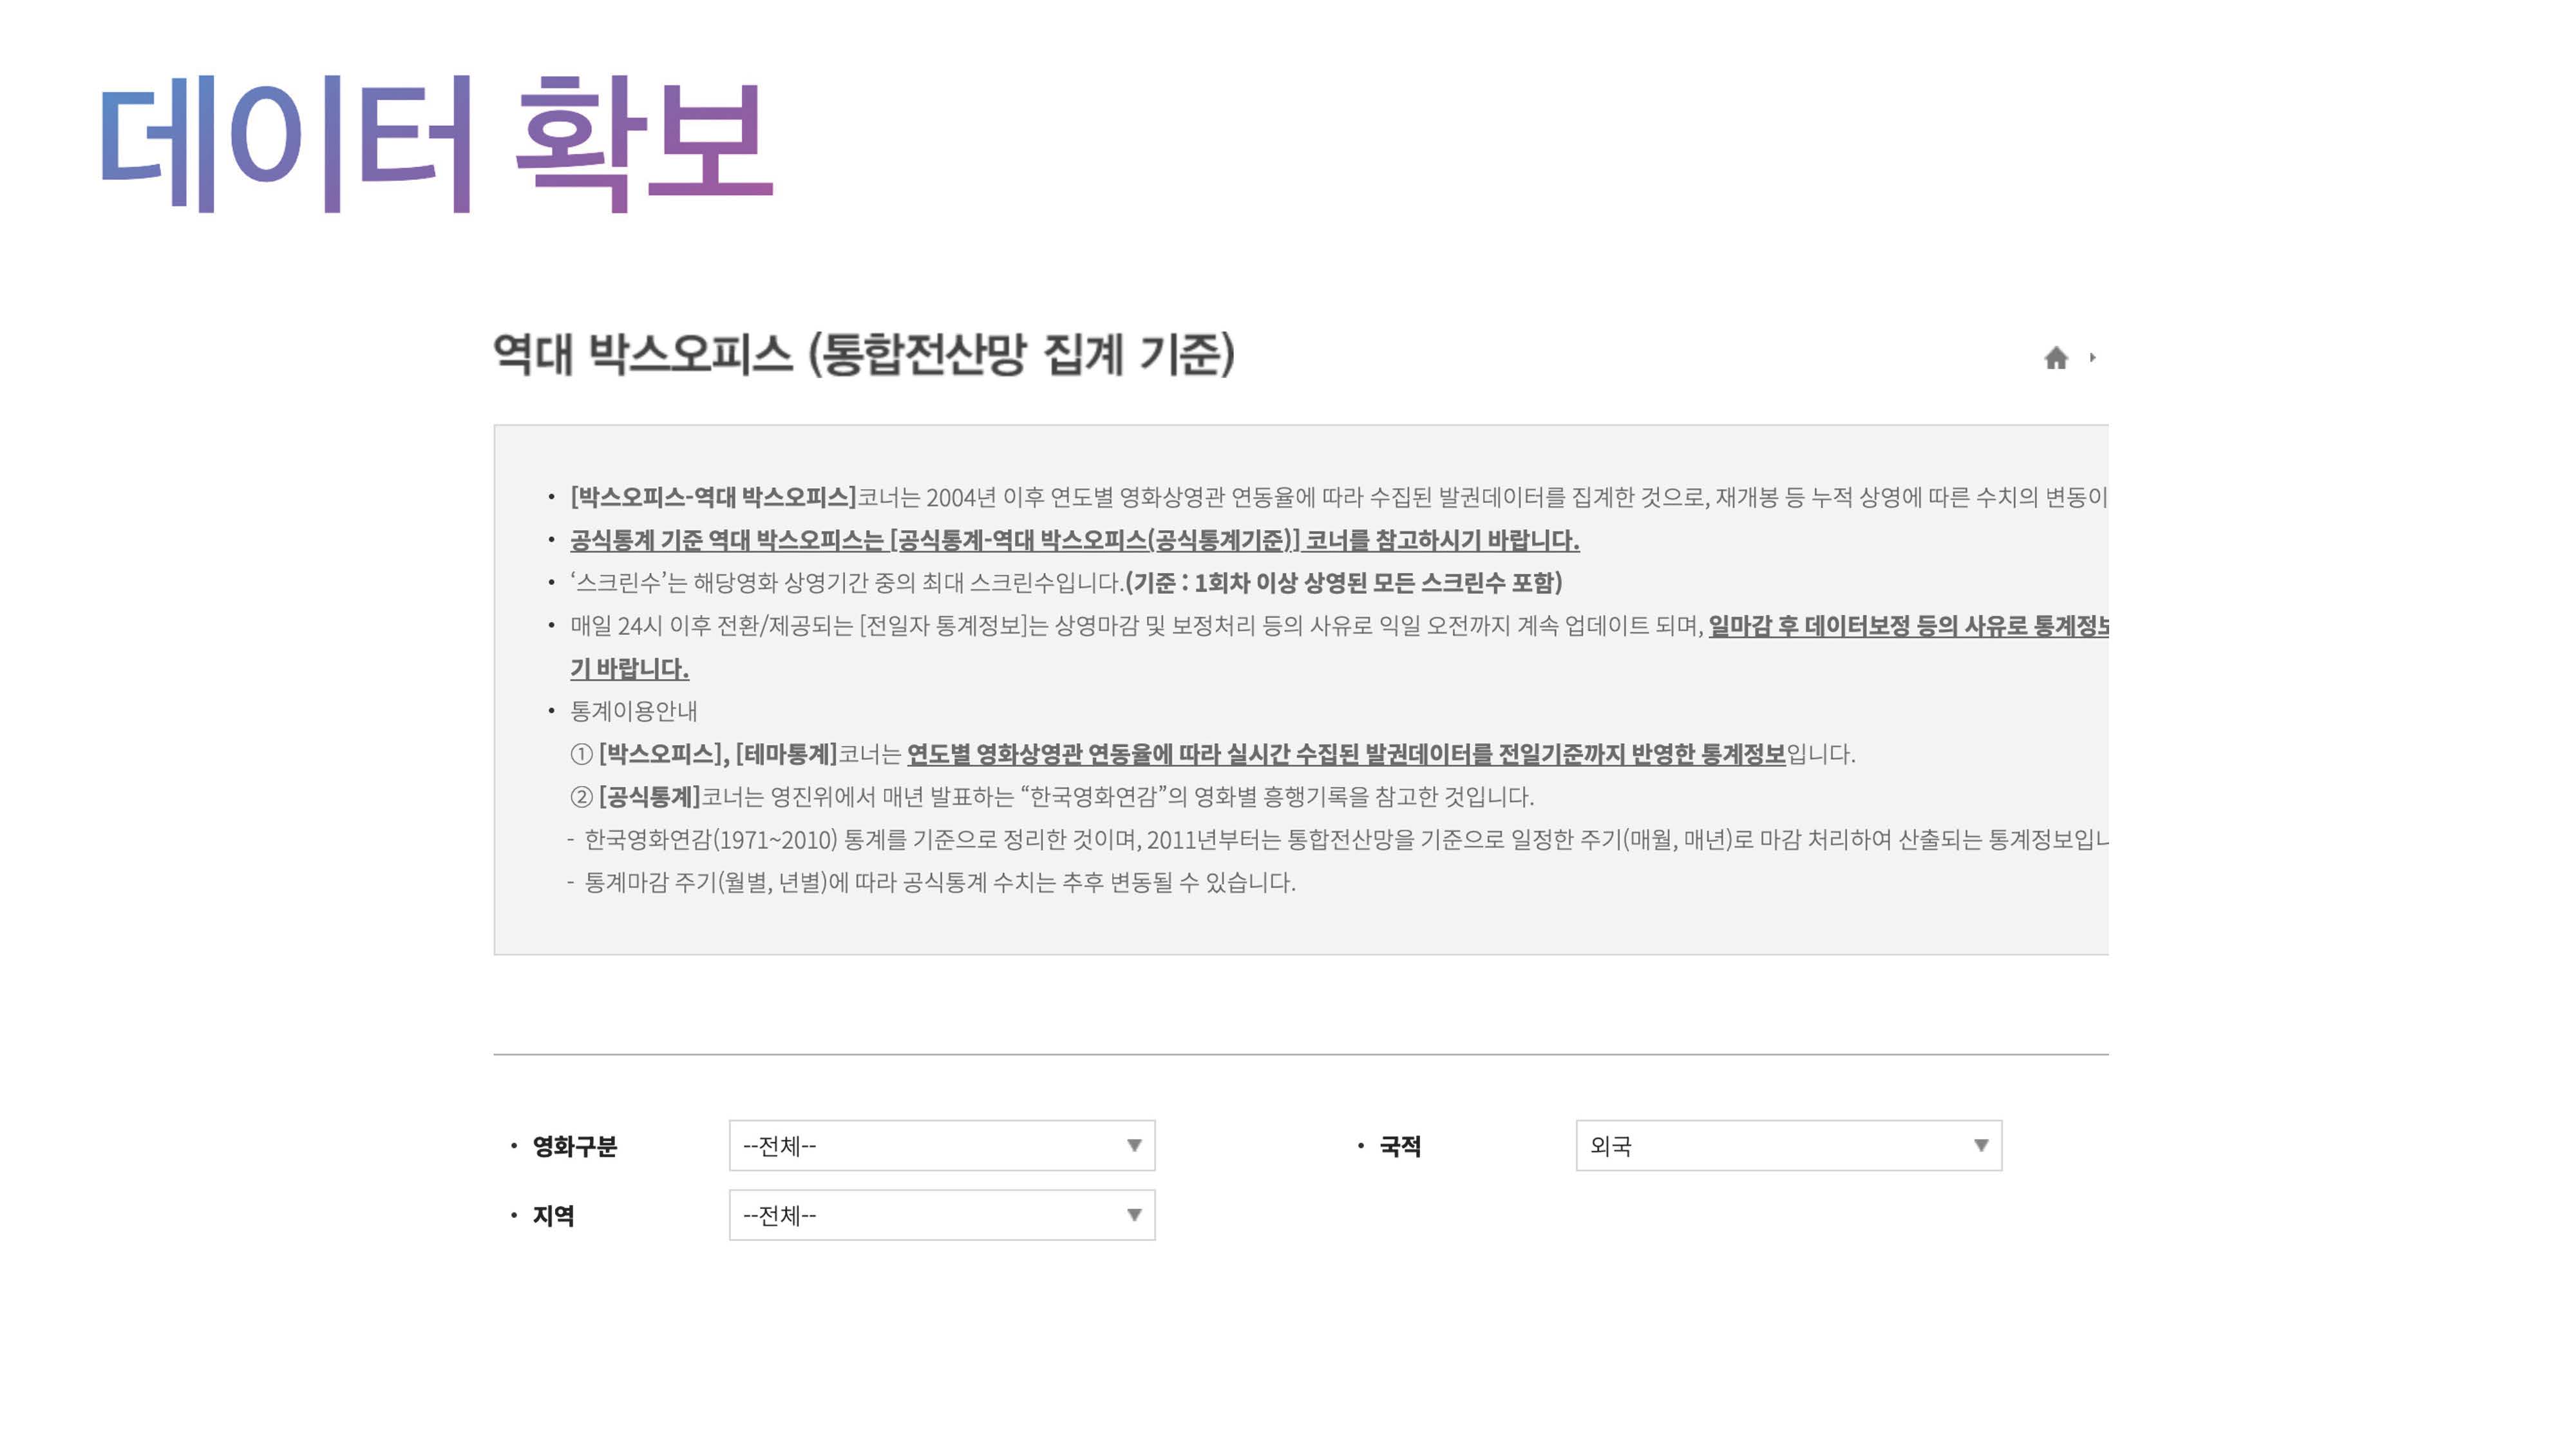 데이터 확보
역대 박스오피스 (통합전산망 집계 기준)
• [박스오피스-역대 박스오피스]코너는 2004년 이후 연도별 영화상영관 연동율에 따라 수집된 발권데이터를 집계한 것으로, 재개봉 등 누적 상영에 따른 수치의 변동이
• 공식통계 기준 역대 박스오피스는 [공식통계-역대 박스오피스(공식통계기준)] 코너를 참고하시기 바랍니다.
• ‘스크린수’는 해당영화 상영기간 중의 최대 스크린수입니다.(기준 : 1회차 이상 상영된 모든 스크린수 포함)
• 매일 24시 이후 전환/제공되는 [전일자 통계정보]는 상영마감 및 보정처리 등의 사유로 익일 오전까지 계속 업데이트 되며, 일마감 후 데이터보정 등의 사유로 통계정보
기 바랍니다.
• 통계이용안내
① [박스오피스], [테마통계]코너는 연도별 영화상영관 연동율에 따라 실시간 수집된 발권데이터를 전일기준까지 반영한 통계정보입니다.
② [공식통계]코너는 영진위에서 매년 발표하는 “한국영화연감”의 영화별 흥행기록을 참고한 것입니다.
- 한국영화연감(1971~2010) 통계를 기준으로 정리한 것이며, 2011년부터는 통합전산망을 기준으로 일정한 주기(매월, 매년)로 마감 처리하여 산출되는 통계정보입
- 통계마감 주기(월별, 년별)에 따라 공식통계 수치는 추후 변동될 수 있습니다.
• 영화구분 --전체-- • 국적 외국
• 지역 --전체--